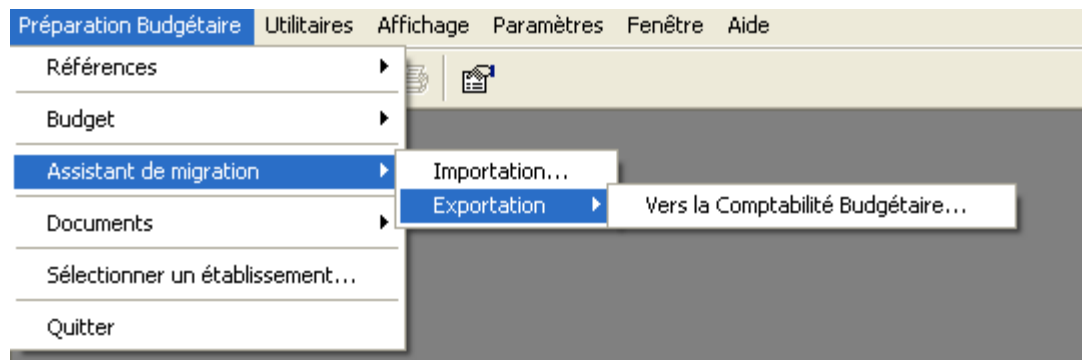 Préparation Budgétaire Utilitaires Affichage Paramètres Fenêtre Aide
Références
Budget
Assistant de migration
Importation...
Exportation
Vers la Comptabilité Budgétaire...
Documents
Sélectionner un établissement...
Quitter